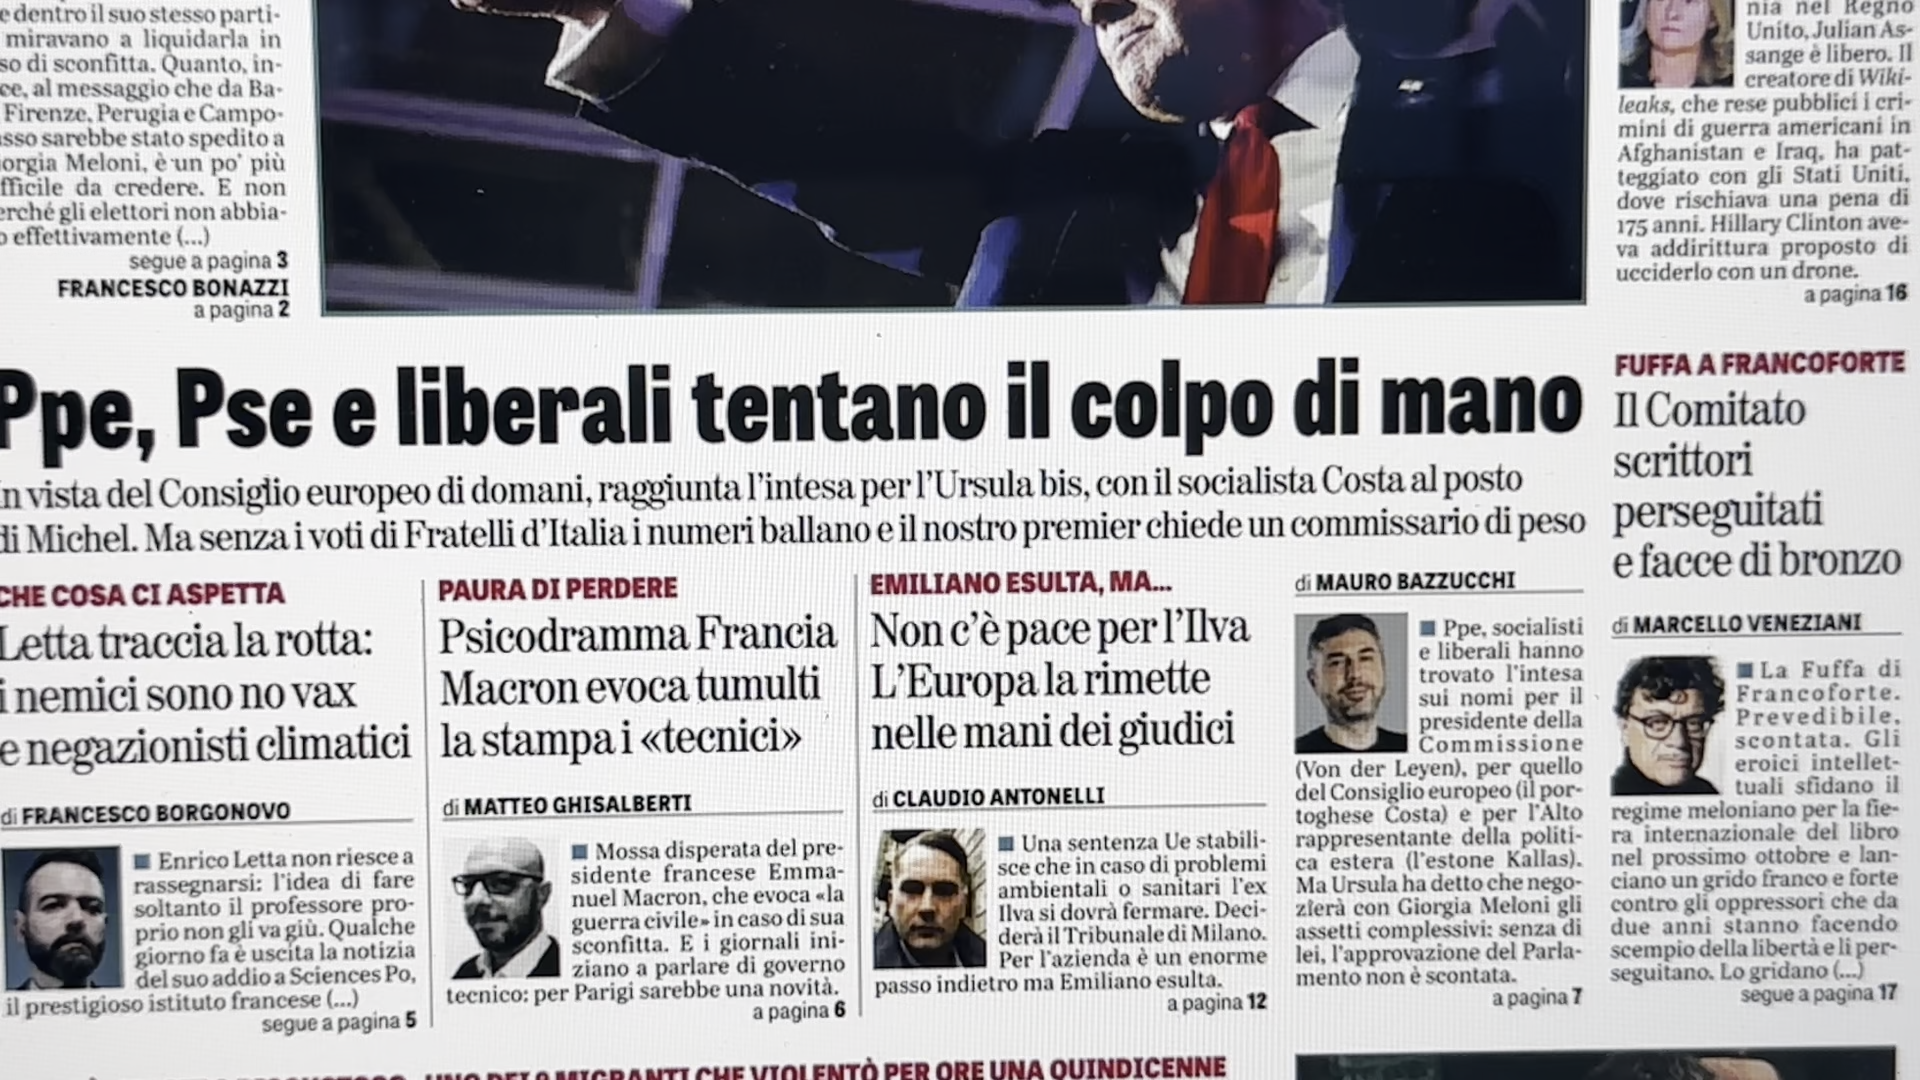 e dentro il suo stesso parti-
miravano a liquidarla in
so di sconfitta. Quanto, in-
ce, al messaggio che da Ba-
Firenze, Perugia e Campo-
sso sarebbe stato spedito a
orgia Meloni, è un po' più
fficile da credere. E non
erché gli elettori non abbia-
o effettivamente (...)
segue a pagina 3
FRANCESCO BONAZZI
a pagina 2
nia nel Regno
Unito, Julian As-
sange è libero. Il
creatore di Wiki-
leaks, che rese pubblici i cri-
mini di guerra americani in
Afghanistan e Iraq, ha pat-
teggiato con gli Stati Uniti,
dove rischiava una pena di
175 anni. Hillary Clinton ave-
va addirittura proposto di
ucciderlo con un drone.
a pagina 16
Ppe, Pse e liberali tentano il colpo di mano
In vista del Consiglio europeo di domani, raggiunta l'intesa per l'Ursula bis, con il socialista Costa al posto
di Michel. Ma senza i voti di Fratelli d'Italia i numeri ballano e il nostro premier chiede un commissario di peso
CHE COSA CI ASPETTA
Letta traccia la rotta:
i nemici sono no vax
e negazionisti climatici
di FRANCESCO BORGONOVO
Enrico Letta non riesce a
rassegnarsi: l'idea di fare
soltanto il professore pro-
prio non gli va giù. Qualche
giorno fa è uscita la notizia
del suo addio a Sciences Po,
il prestigioso istituto francese (...)
segue a pagina 5
PAURA DI PERDERE
Psicodramma Francia
Macron evoca tumulti
la stampa i «tecnici»
di MATTEO GHISALBERTI
Mossa disperata del pre-
sidente francese Emma-
nuel Macron, che evoca «la
guerra civile» in caso di sua
sconfitta. E i giornali ini-
ziano a parlare di governo
tecnico: per Parigi sarebbe una novità.
a pagina 6
EMILIANO ESULTA, MA...
Non c'è pace per l'Ilva
L'Europa la rimette
nelle mani dei giudici
di CLAUDIO ANTONELLI
Una sentenza Ue stabili-
sce che in caso di problemi
ambientali o sanitari l'ex
Ilva si dovrà fermare. Deci-
derà il Tribunale di Milano.
Per l'azienda è un enorme
passo indietro ma Emiliano esulta.
a pagina 12
di MAURO BAZZUCCHI
Ppe, socialisti
e liberali hanno
trovato l'intesa
sui nomi per il
presidente della
Commissione
(Von der Leyen), per quello
del Consiglio europeo (il por-
toghese Costa) e per l'Alto
rappresentante della politi-
ca estera (l'estone Kallas).
Ma Ursula ha detto che nego-
zierà con Giorgia Meloni gli
assetti complessivi: senza di
lei, l'approvazione del Parla-
mento non è scontata.
a pagina 7
FUFFA A FRANCOFORTE
Il Comitato
scrittori
perseguitati
e facce di bronzo
di MARCELLO VENEZIANI
La Fuffa di
Francoforte.
Prevedibile,
scontata. Gli
eroici intellet-
tuali sfidano il
regime meloniano per la fie-
ra internazionale del libro
nel prossimo ottobre e lan-
ciano un grido franco e forte
contro gli oppressori che da
due anni stanno facendo
scempio della libertà e li per-
seguitano. Lo gridano (...)
segue a pagina 17
UNO DEI 9 MIGRANTI CHE VIOLENTÒ PER ORE UNA QUINDICENNE